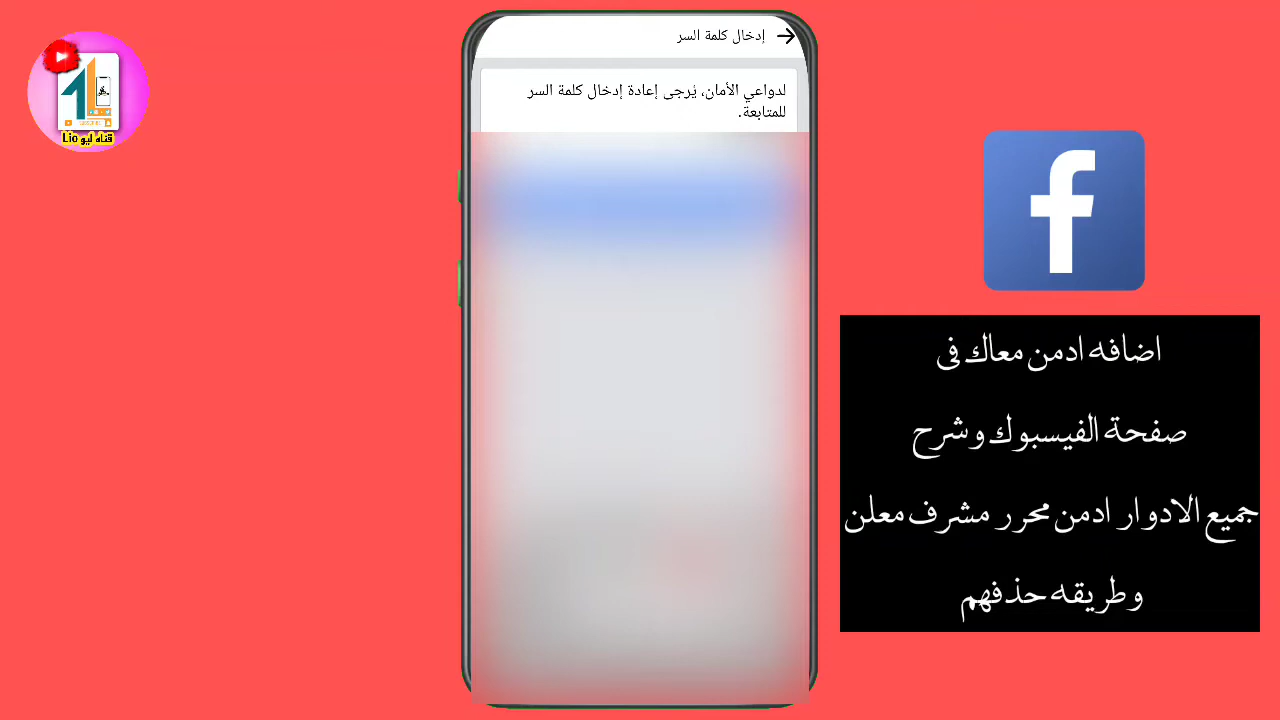 إدخال كلمة السر
لدواعي الأمان، يُرجى إعادة إدخال كلمة السر
للمتابعة.
اضافه ادمن معاك فى
صفحة الفيسبوك وشرح
جميع الادوار ادمن محرر مشرف معلن
وطريقه حذفهم
قناه ليو Lio